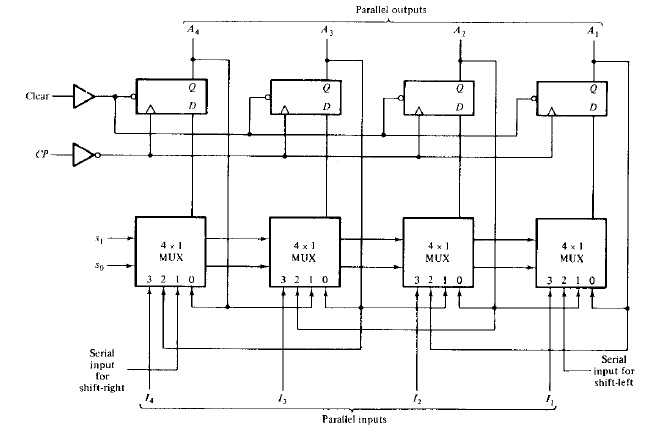 Parallel outputs
A4 A3 A2 A1
Clear
Q Q Q Q
D D D D
CP
s1
s0
4 × 1 4 × 1 4 × 1 4 × 1
MUX MUX MUX MUX
3 2 1 0 3 2 1 0 3 2 1 0 3 2 1 0
Serial
input
for
shift-right
Serial
input for
shift-left
I4 I3 I2 I1
Parallel inputs